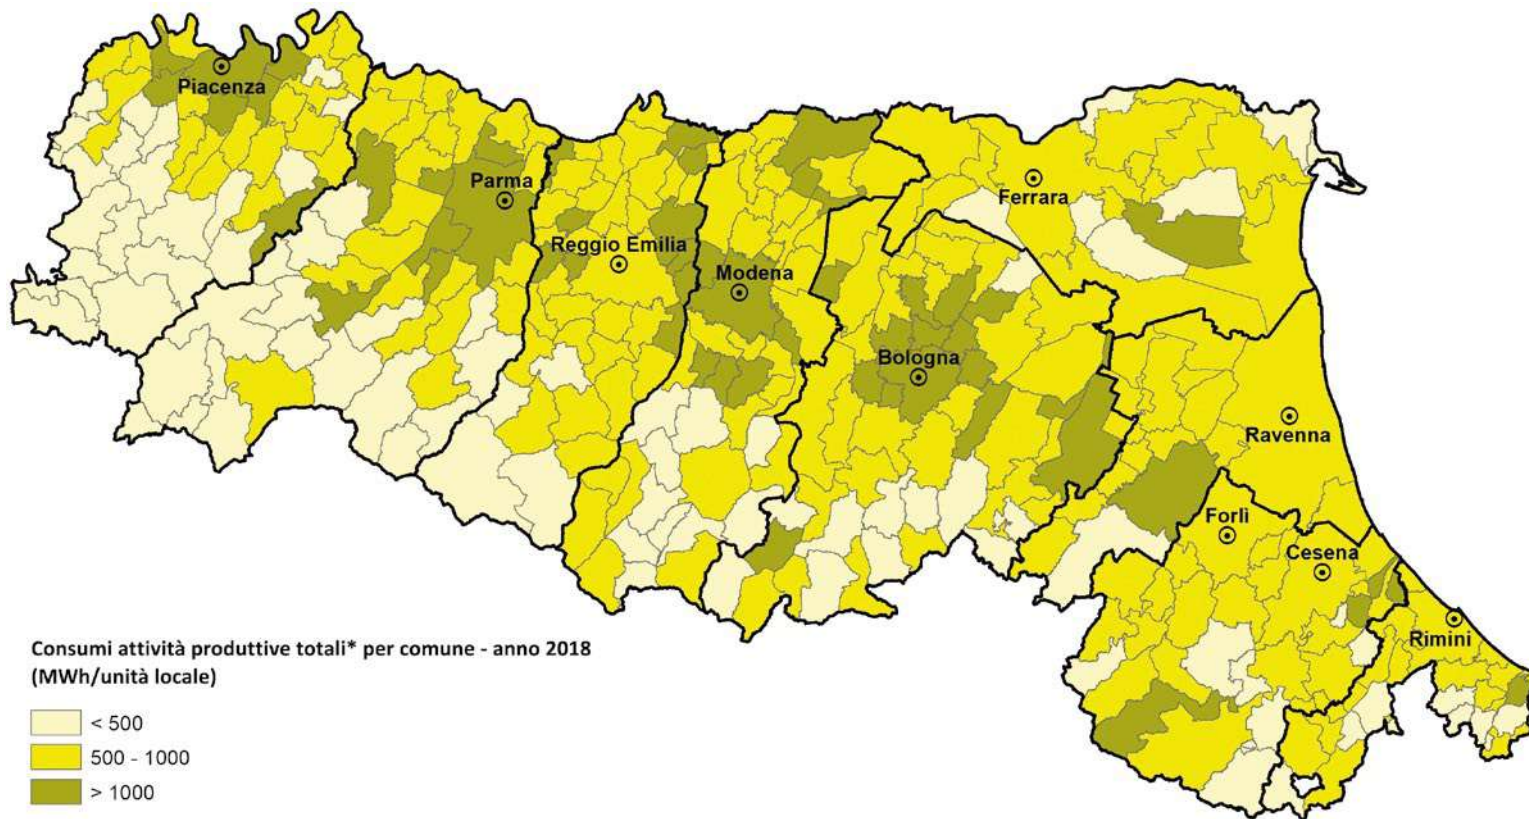 Piacenza
Parma
Ferrara
Reggio Emilia
Modena
Bologna
Ravenna
Forlì
Cesena
Rimini
Consumi attività produttive totali* per comune - anno 2018
(MWh/unità locale)
< 500
500 - 1000
> 1000